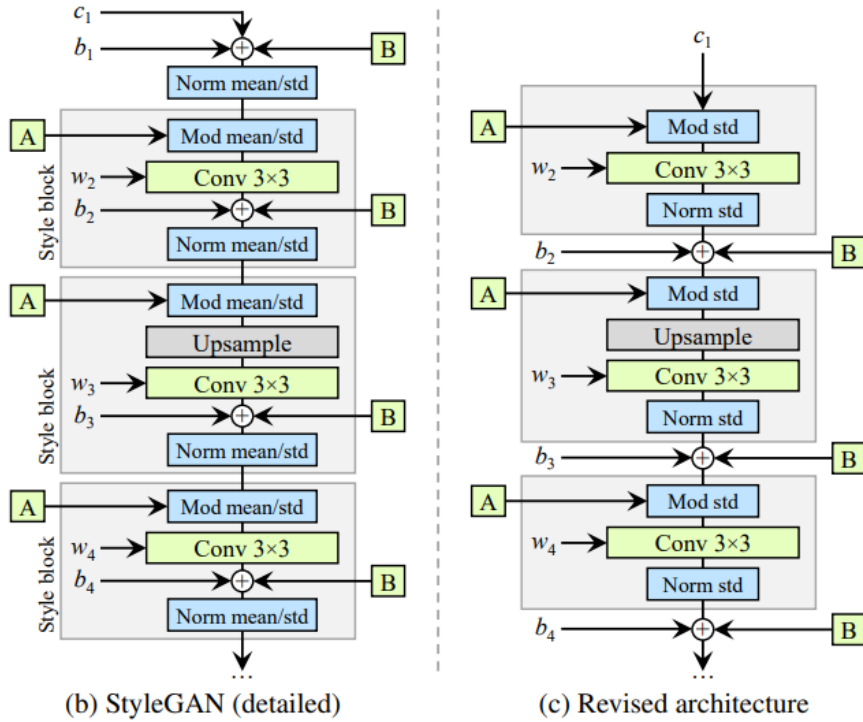 c1
b1
B
Norm mean/std
A
Mod mean/std
w2
Conv 3×3
b2
B
Norm mean/std
Style block
A
Mod mean/std
Upsample
w3
Conv 3×3
b3
B
Norm mean/std
Style block
A
Mod mean/std
w4
Conv 3×3
b4
B
Norm mean/std
Style block
...
(b) StyleGAN (detailed)
c1
A
Mod std
w2
Conv 3×3
Norm std
b2
B
A
Mod std
Upsample
w3
Conv 3×3
Norm std
b3
B
A
Mod std
w4
Conv 3×3
Norm std
b4
B
...
(c) Revised architecture